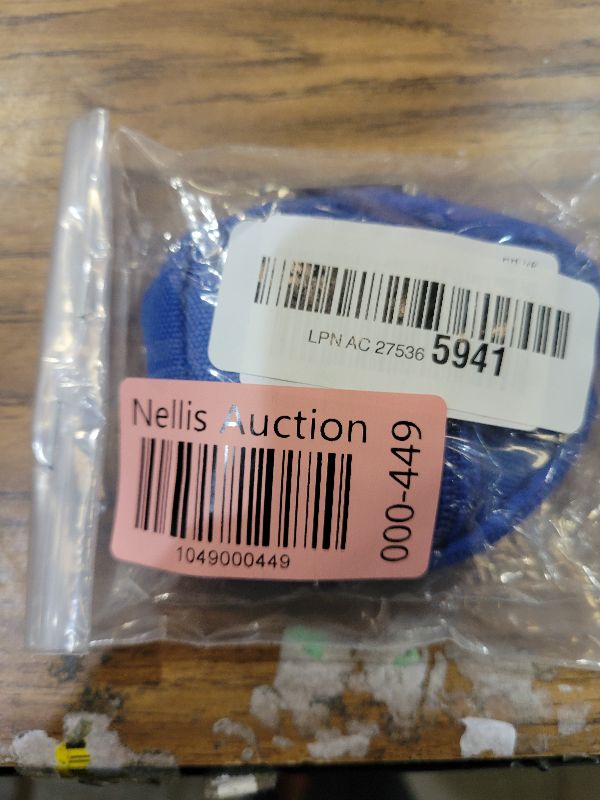 LPN AC 27536 5941
Nellis Auction
000-449
1049000449